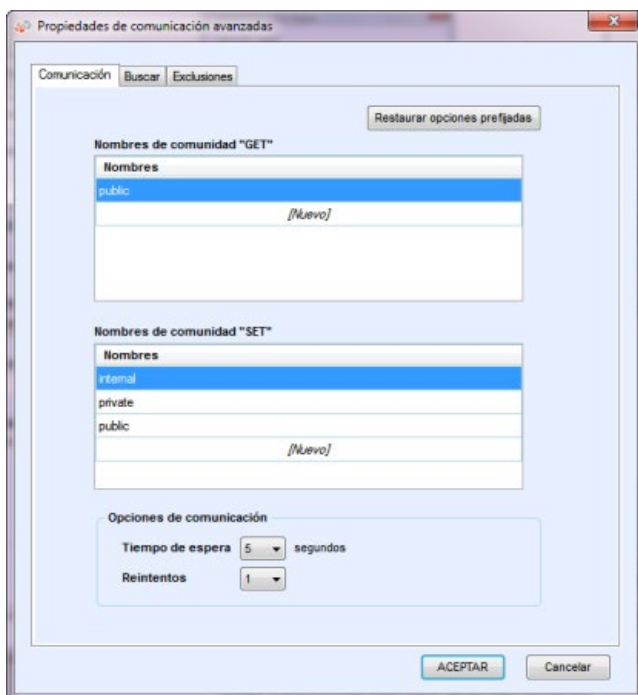 Propiedades de comunicación avanzadas
Comunicación Buscar Exclusiones
Restaurar opciones prefijadas
Nombres de comunidad "GET"
Nombres
public
[Nuevo]
Nombres de comunidad "SET"
Nombres
internal
private
public
[Nuevo]
Opciones de comunicación
Tiempo de espera 5 segundos
Reintentos 1
ACEPTAR Cancelar